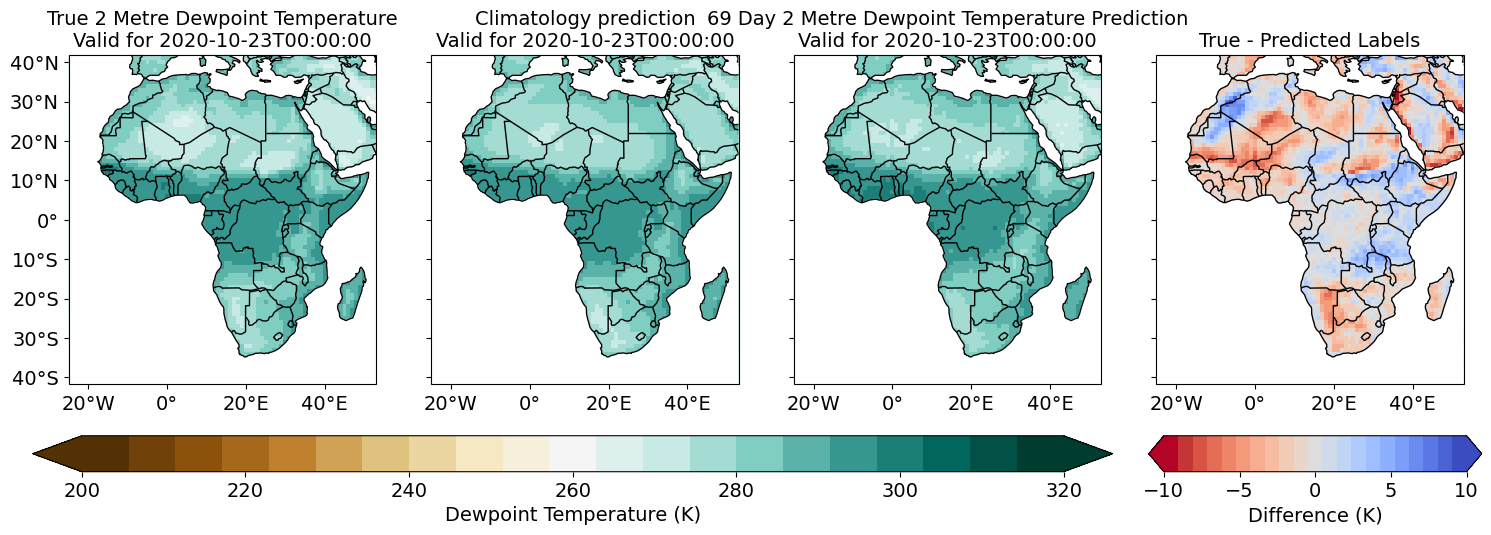 True 2 Metre Dewpoint Temperature
Valid for 2020-10-23T00:00:00
Climatology prediction  69 Day 2 Metre Dewpoint Temperature Prediction
Valid for 2020-10-23T00:00:00
Valid for 2020-10-23T00:00:00
True - Predicted Labels
40°N
30°N
20°N
10°N
0°
10°S
20°S
30°S
40°S
20°W 0° 20°E 40°E
20°W 0° 20°E 40°E
20°W 0° 20°E 40°E
20°W 0° 20°E 40°E
200 220 240 260 280 300 320
Dewpoint Temperature (K)
−10 −5 0 5 10
Difference (K)